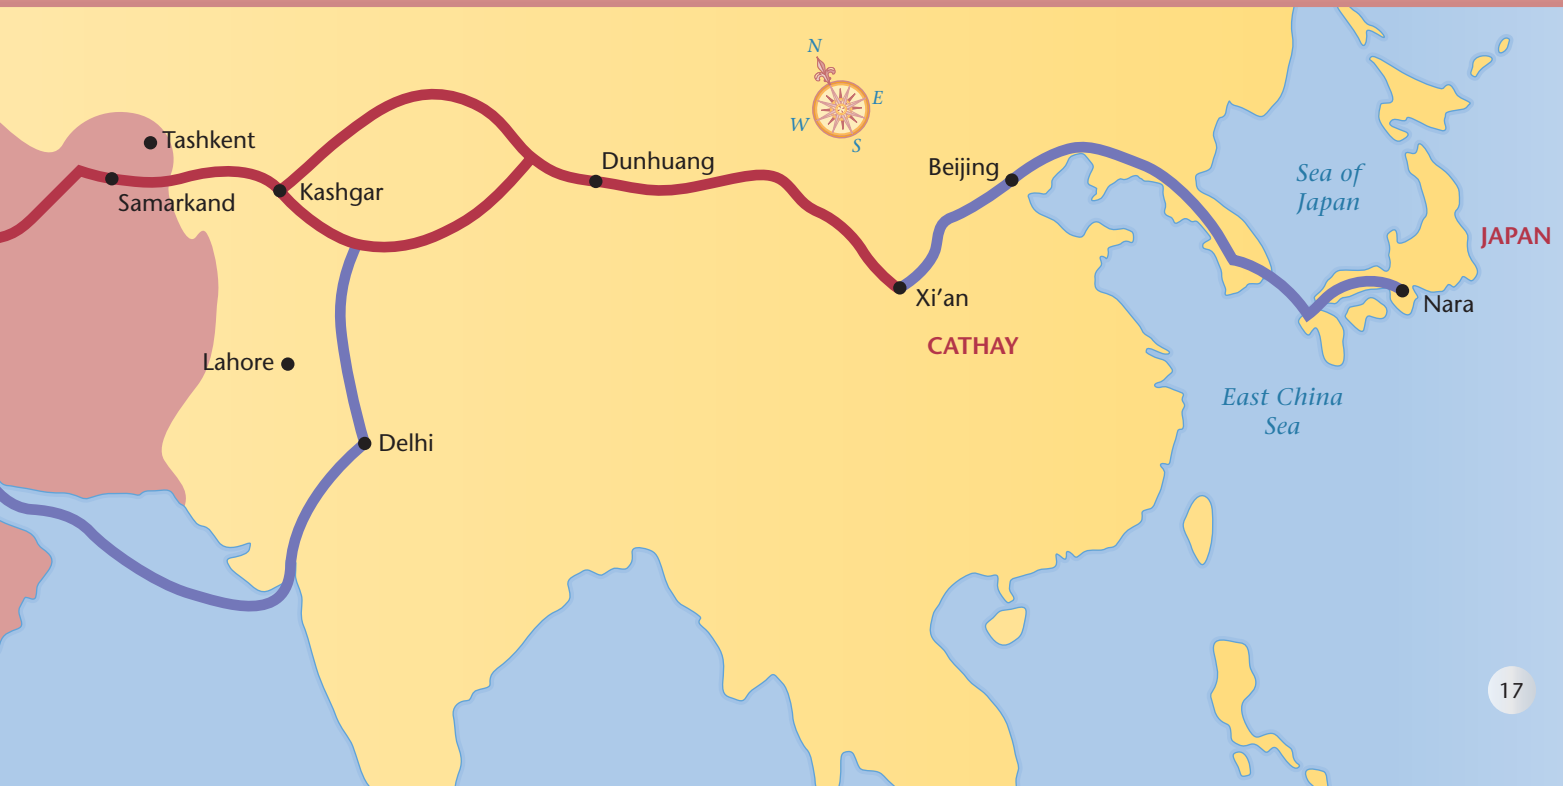 N
E
W
S
Tashkent
Samarkand
Kashgar
Dunhuang
Beijing
Sea of
Japan
JAPAN
Nara
Xi’an
CATHAY
Lahore
East China
Sea
Delhi
17